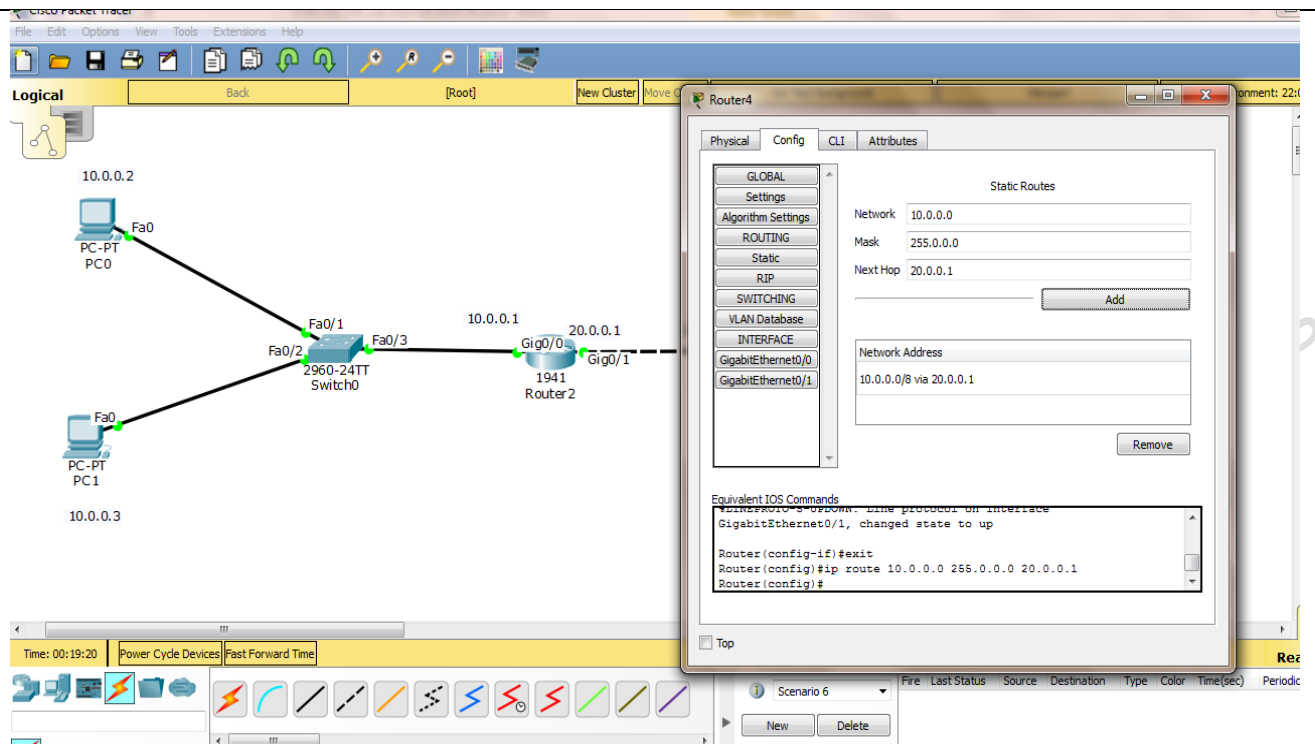 Cisco Packet Tracer
File Edit Options View Tools Extensions Help
Logical
Back
[Root]
New Cluster
Move
Router4
Physical Config CLI Attributes
GLOBAL
Settings
Algorithm Settings
ROUTING
Static
RIP
SWITCHING
VLAN Database
INTERFACE
GigabitEthernet0/0
GigabitEthernet0/1
Static Routes
Network 10.0.0.0
Mask 255.0.0.0
Next Hop 20.0.0.1
Add
Network Address
10.0.0.0/8 via 20.0.0.1
Remove
Equivalent IOS Commands
%LINEPROTO-5-UPDOWN: Line protocol on Interface
GigabitEthernet0/1, changed state to up
Router(config-if)#exit
Router(config)#ip route 10.0.0.0 255.0.0.0 20.0.0.1
Router(config)#
Top
10.0.0.2
Fa0
PC-PT
PC0
Fa0/1
Fa0/2
Fa0/3
2960-24TT
Switch0
10.0.0.1
20.0.0.1
Gig0/0
Gig0/1
1941
Router2
Fa0
PC-PT
PC1
10.0.0.3
Time: 00:19:20
Power Cycle Devices
Fast Forward Time
Scenario 6
New
Delete
Fire Last Status Source Destination Type Color Time(sec) Periodic